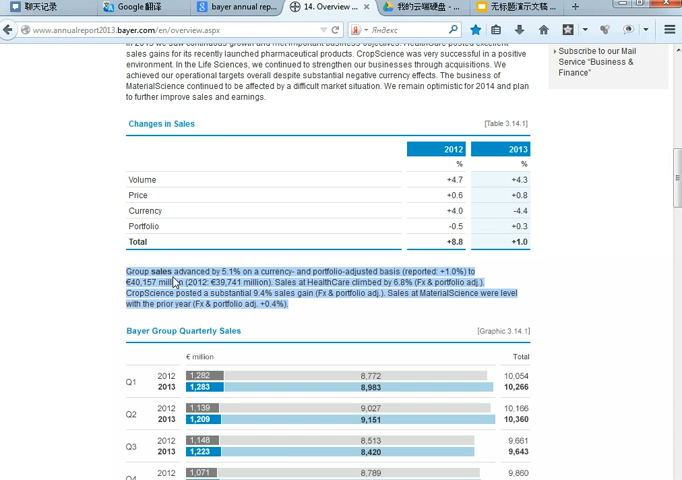 聊天记录
Google 翻译
bayer annual rep...
14. Overview - ...
我的云端硬盘 - ...
无标题演示文稿 ...
www.annualreport2013.bayer.com/en/overview.aspx
Яндекс
sales gains for its recently launched pharmaceutical products. CropScience was very successful in a positive
environment. In the Life Sciences, we continued to strengthen our businesses through acquisitions. We
achieved our operational targets overall despite substantial negative currency effects. The business of
MaterialScience continued to be affected by a difficult market situation. We remain optimistic for 2014 and plan
to further improve sales and earnings.
Subscribe to our Mail
Service "Business &
Finance"
Changes in Sales [Table 3.14.1]
2012 2013
% %
Volume +4.7 +4.3
Price +0.6 +0.8
Currency +4.0 -4.4
Portfolio -0.5 +0.3
Total +8.8 +1.0
Group sales advanced by 5.1% on a currency- and portfolio-adjusted basis (reported: +1.0%) to
€40,157 million (2012: €39,741 million). Sales at HealthCare climbed by 6.8% (Fx & portfolio adj.).
CropScience posted a substantial 9.4% sales gain (Fx & portfolio adj.). Sales at MaterialScience were level
with the prior year (Fx & portfolio adj. +0.4%).
Bayer Group Quarterly Sales [Graphic 3.14.1]
€ million Total
Q1 2012 1,282 8,772 10,054
2013 1,283 8,983 10,266
Q2 2012 1,139 9,027 10,166
2013 1,209 9,151 10,360
Q3 2012 1,148 8,513 9,661
2013 1,223 8,420 9,643
2012 1,071 8,789 9,860